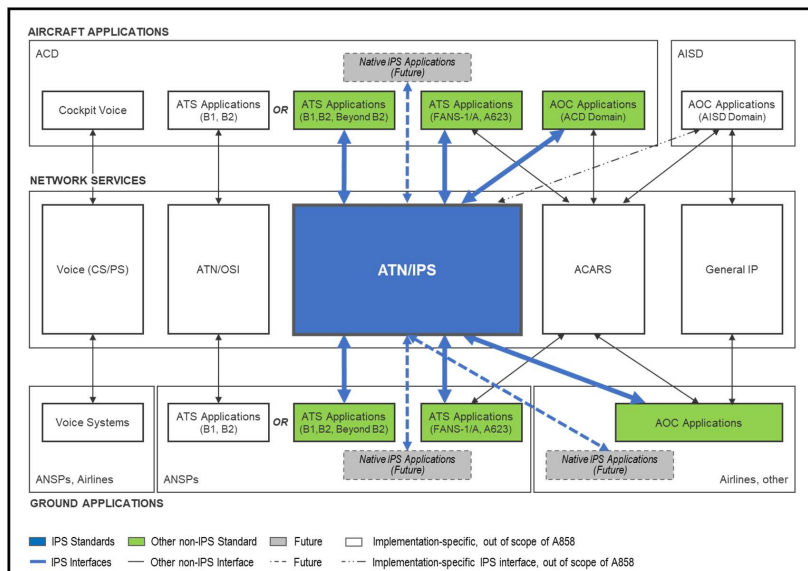 AIRCRAFT APPLICATIONS
ACD
AISD
Native IPS Applications
(Future)
Cockpit Voice
ATS Applications
(B1, B2)
OR
ATS Applications
(B1,B2, Beyond B2)
ATS Applications
(FANS-1/A, A623)
AOC Applications
(ACD Domain)
AOC Applications
(AISD Domain)
NETWORK SERVICES
Voice (CS/PS)
ATN/OSI
ATN/IPS
ACARS
General IP
Voice Systems
ATS Applications
(B1, B2)
OR
ATS Applications
(B1,B2, Beyond B2)
ATS Applications
(FANS-1/A, A623)
AOC Applications
Native IPS Applications
(Future)
Native IPS Applications
(Future)
ANSPs, Airlines
ANSPs
Airlines, other
GROUND APPLICATIONS
IPS Standards
Other non-IPS Standard
Future
Implementation-specific, out of scope of A858
IPS Interfaces
Other non-IPS Interface
Future
Implementation-specific IPS interface, out of scope of A858